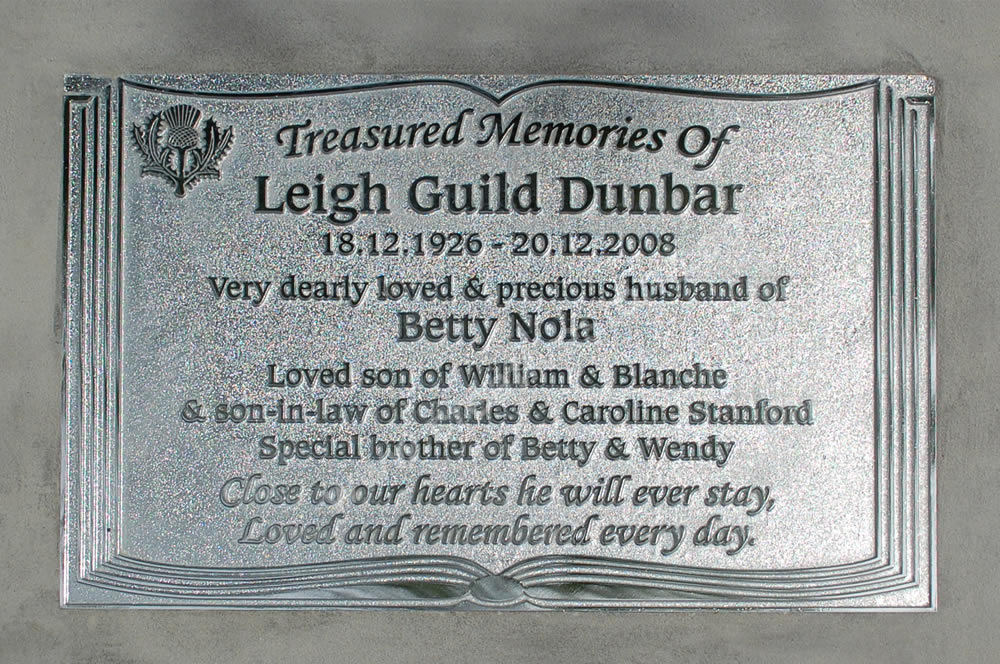 Treasured Memories Of
Leigh Guild Dunbar
18.12.1926 - 20.12.2008
Very dearly loved & precious husband of
Betty Nola
Loved son of William & Blanche
& son-in-law of Charles & Caroline Stanford
Special brother of Betty & Wendy
Close to our hearts he will ever stay,
Loved and remembered every day.